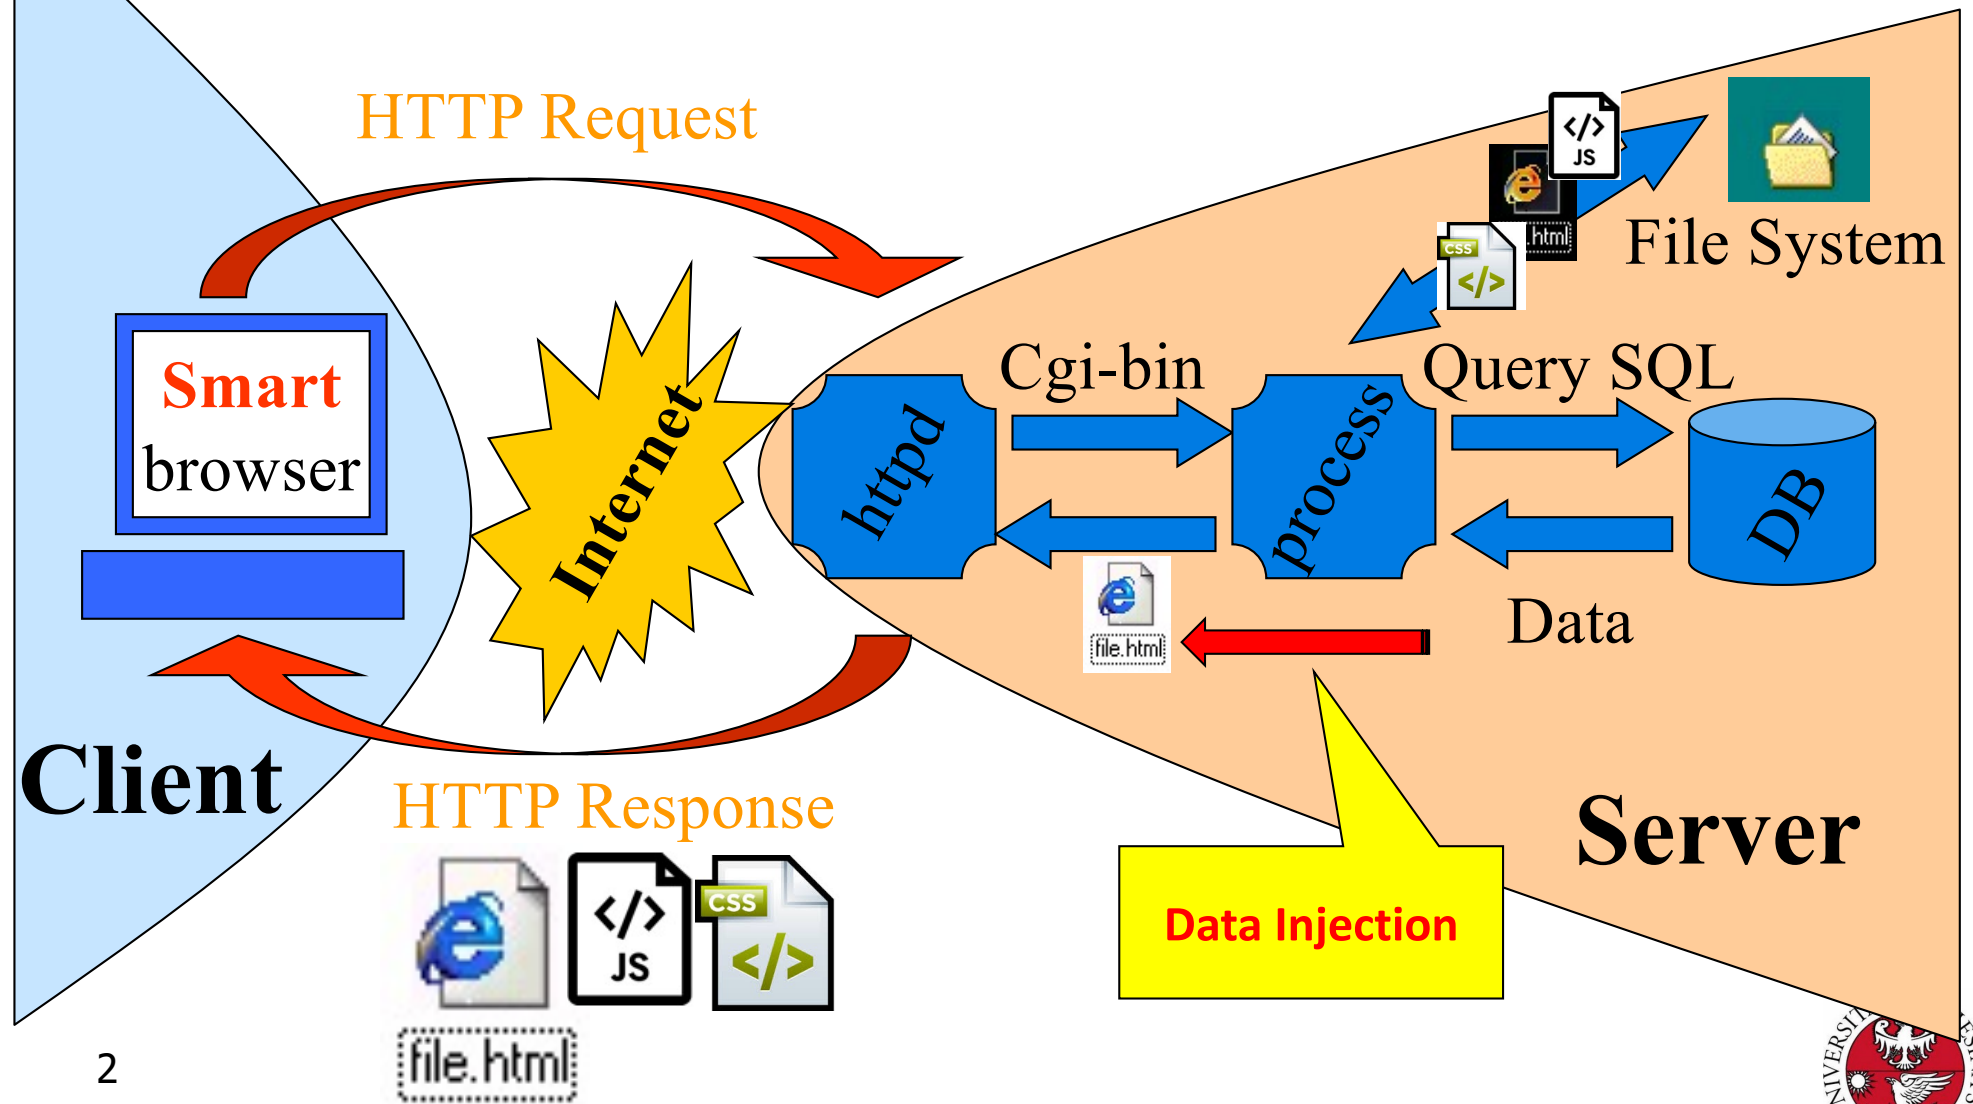 HTTP Request
</>
JS
.html
CSS
</>
File System
Smart
browser
Internet
httpd
Cgi-bin
process
Query SQL
DB
file.html
Data
Client
HTTP Response
Server
</>
JS
CSS
</>
file.html
Data Injection
2